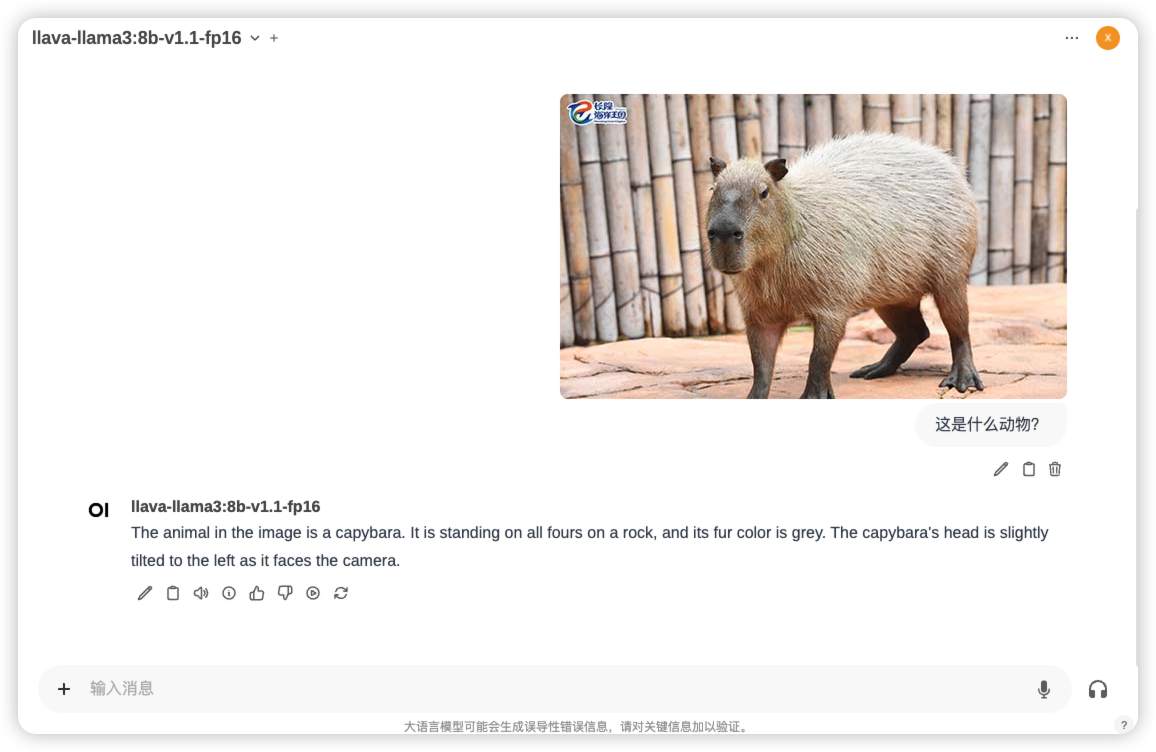 llava-llama3:8b-v1.1-fp16
X
长隆
海洋王国
这是什么动物?
OI
llava-llama3:8b-v1.1-fp16
The animal in the image is a capybara. It is standing on all fours on a rock, and its fur color is grey. The capybara's head is slightly
tilted to the left as it faces the camera.
输入消息
大语言模型可能会生成误导性错误信息，请对关键信息加以验证。
?